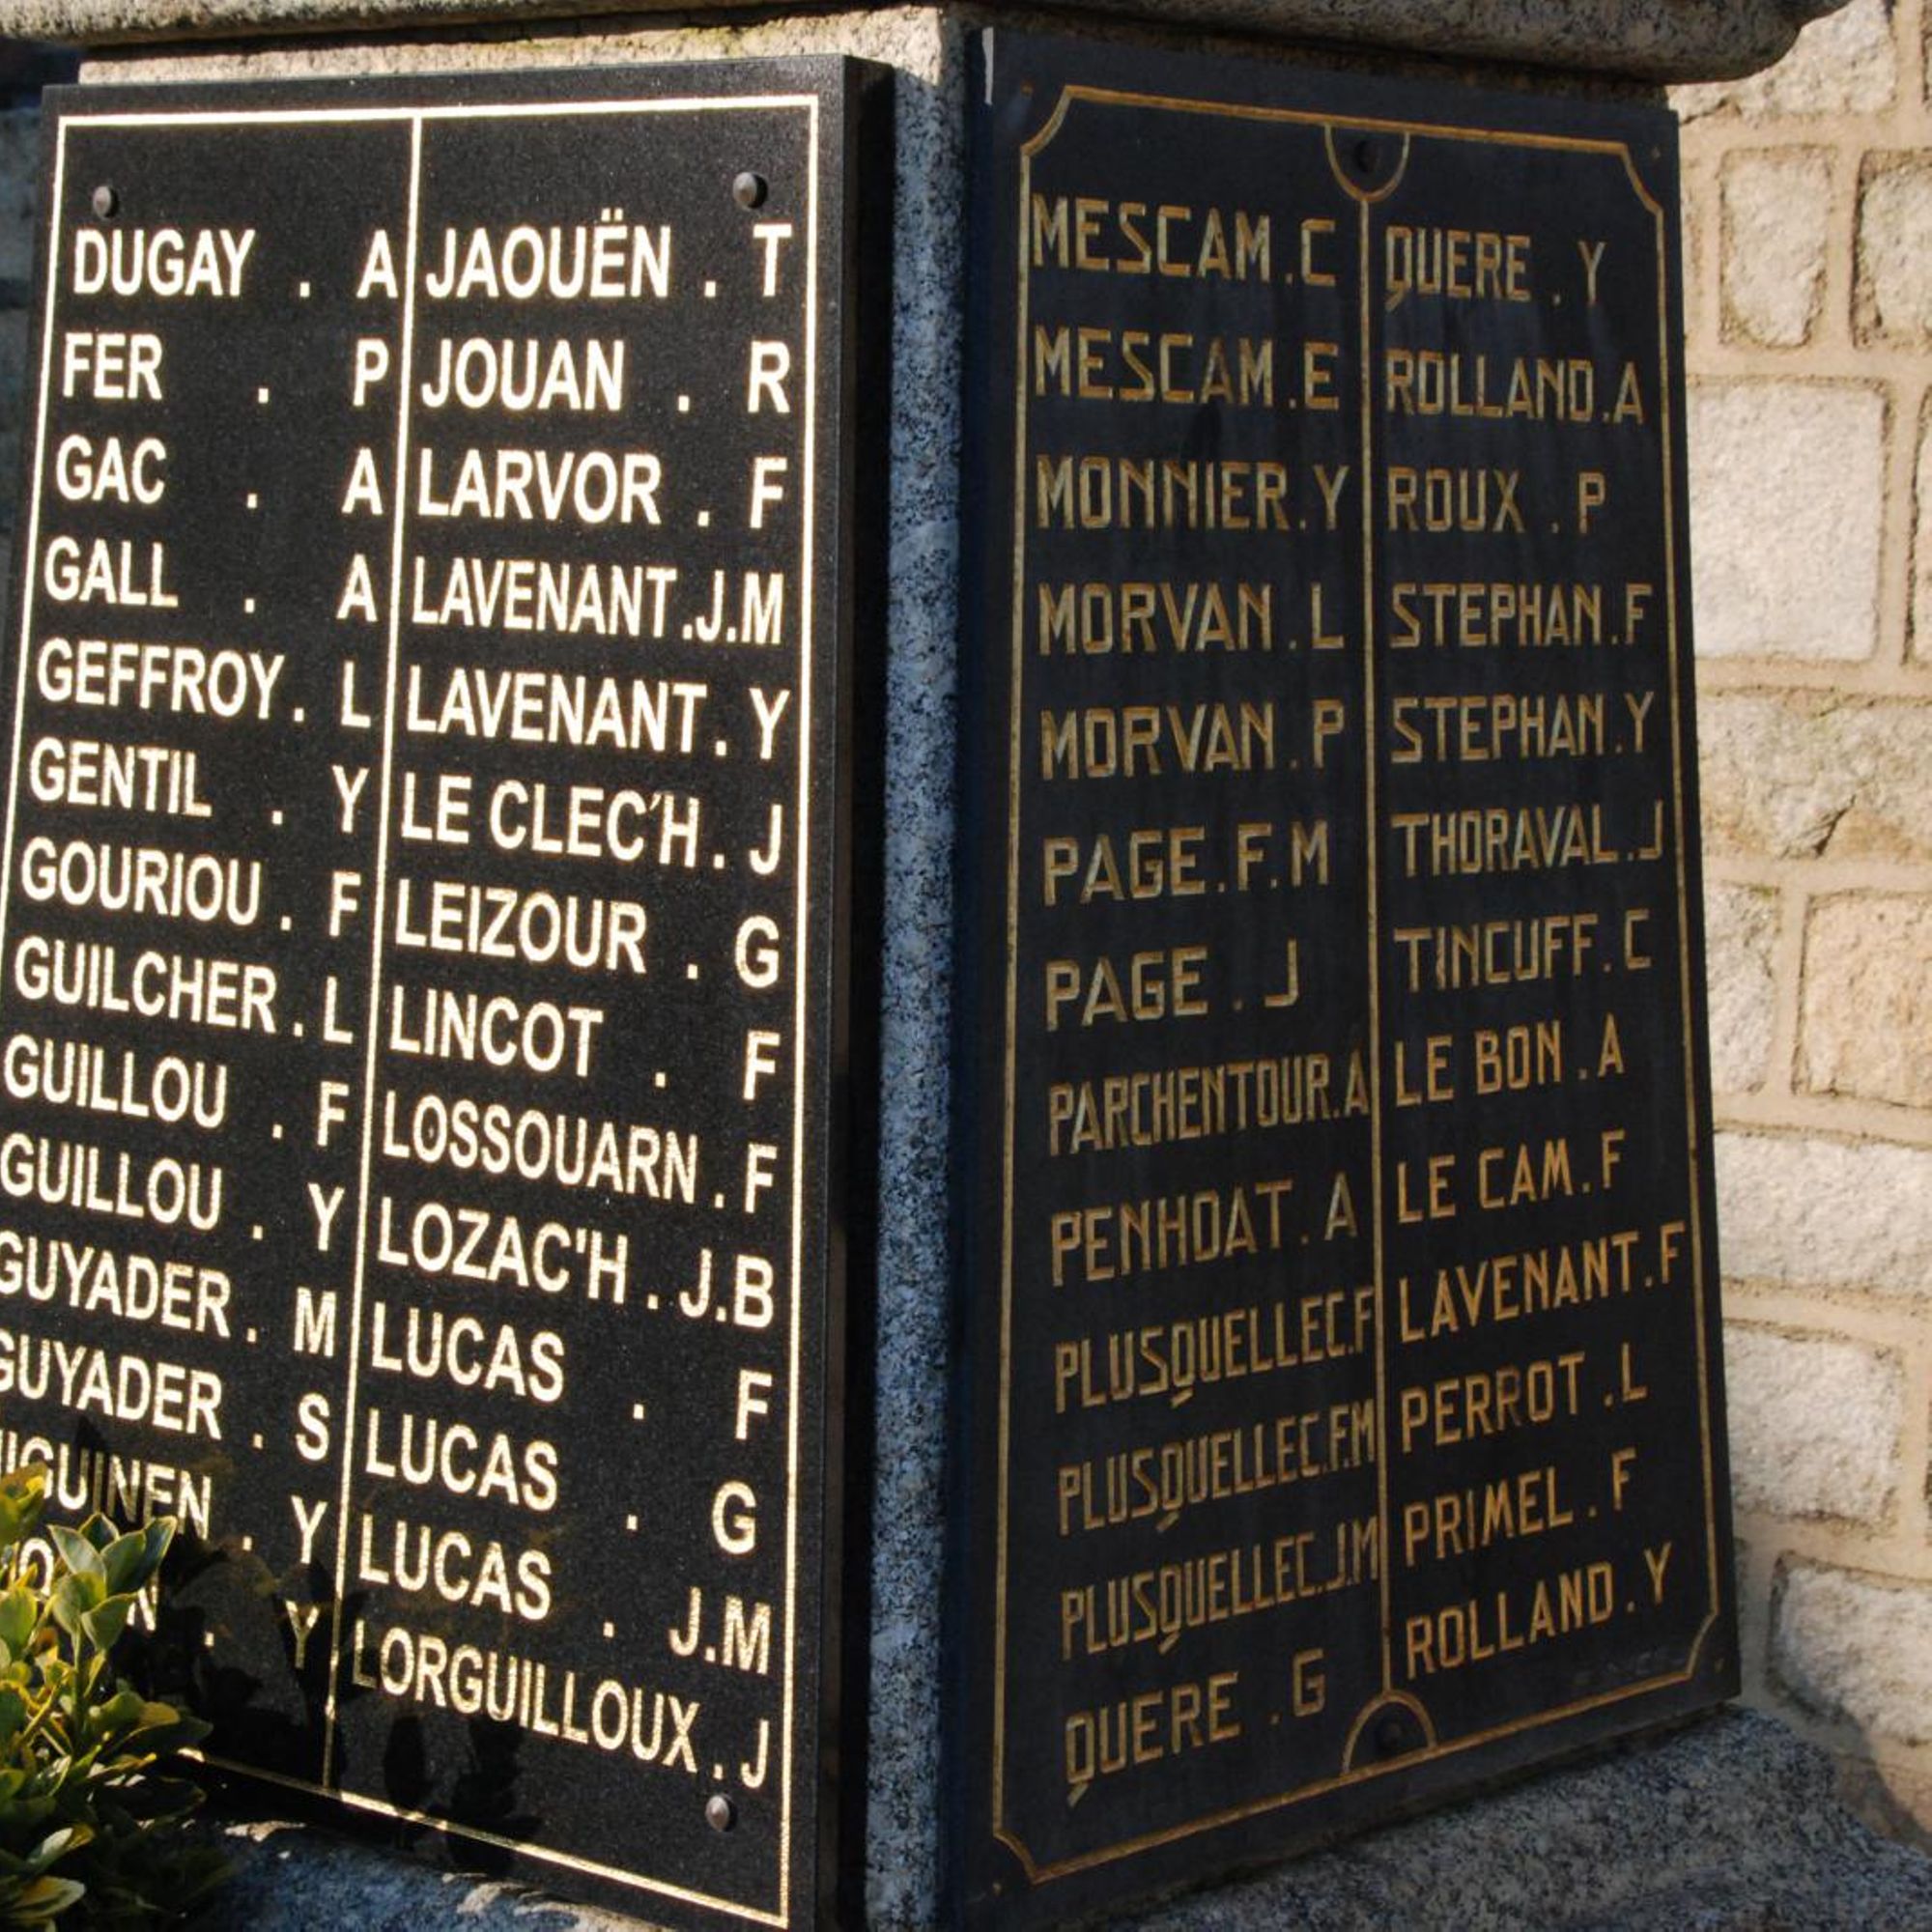 DUGAY . A
FER . P
GAC . A
GALL . A
GEFFROY . L
GENTIL . Y
GOURIOU . F
GUILCHER . L
GUILLOU . F
GUILLOU . Y
GUYADER . M
GUYADER . S
. Y
. Y
JAOUËN . T
JOUAN . R
LARVOR . F
LAVENANT . J.M
LAVENANT . Y
LE CLEC'H . J
LEIZOUR . G
LINCOT . F
LOSSOUARN . F
LOZAC'H . J.B
LUCAS . F
LUCAS . G
LUCAS . J.M
LORGUILLOUX . J
MESCAM . C
MESCAM . E
MONNIER . Y
MORVAN . L
MORVAN . P
PAGE . F.M
PAGE . J
PARCHENTOUR . A
PENHOAT . A
PLUSQUELLEC . F
PLUSQUELLEC . F.M
PLUSQUELLEC . J.M
QUERE . G
QUERE . Y
ROLLAND . A
ROUX . P
STEPHAN . F
STEPHAN . Y
THORAVAL . J
TINCUFF . C
LE BON . A
LE CAM . F
LAVENANT . F
PERROT . L
PRIMEL . F
ROLLAND . Y